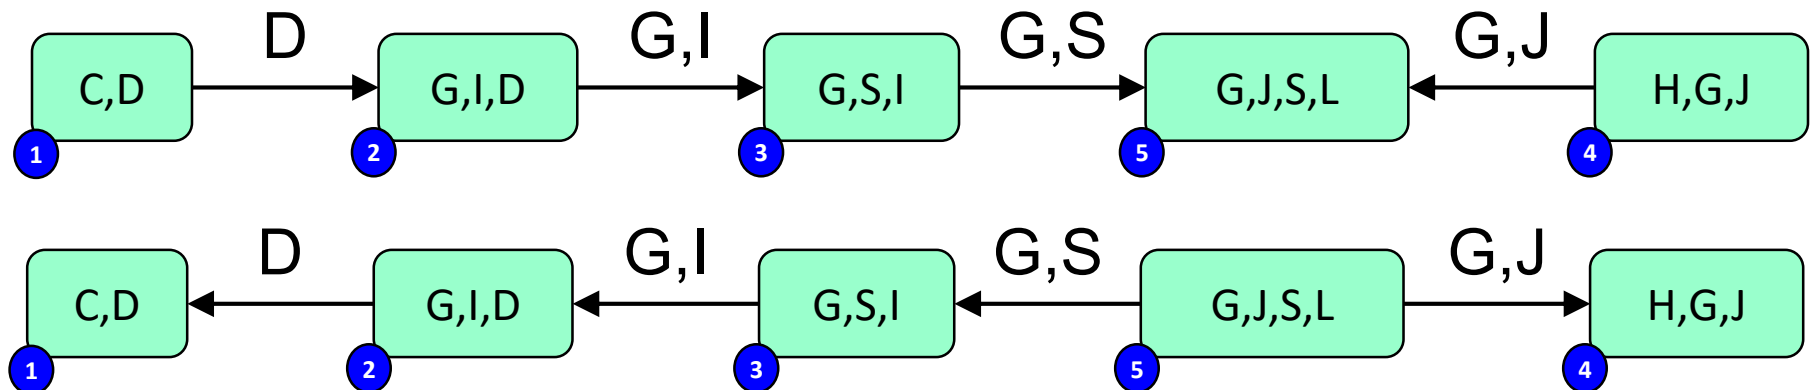 D G,I G,S G,J
C,D G,I,D G,S,I G,J,S,L H,G,J
1 2 3 5 4
D G,I G,S G,J
C,D G,I,D G,S,I G,J,S,L H,G,J
1 2 3 5 4